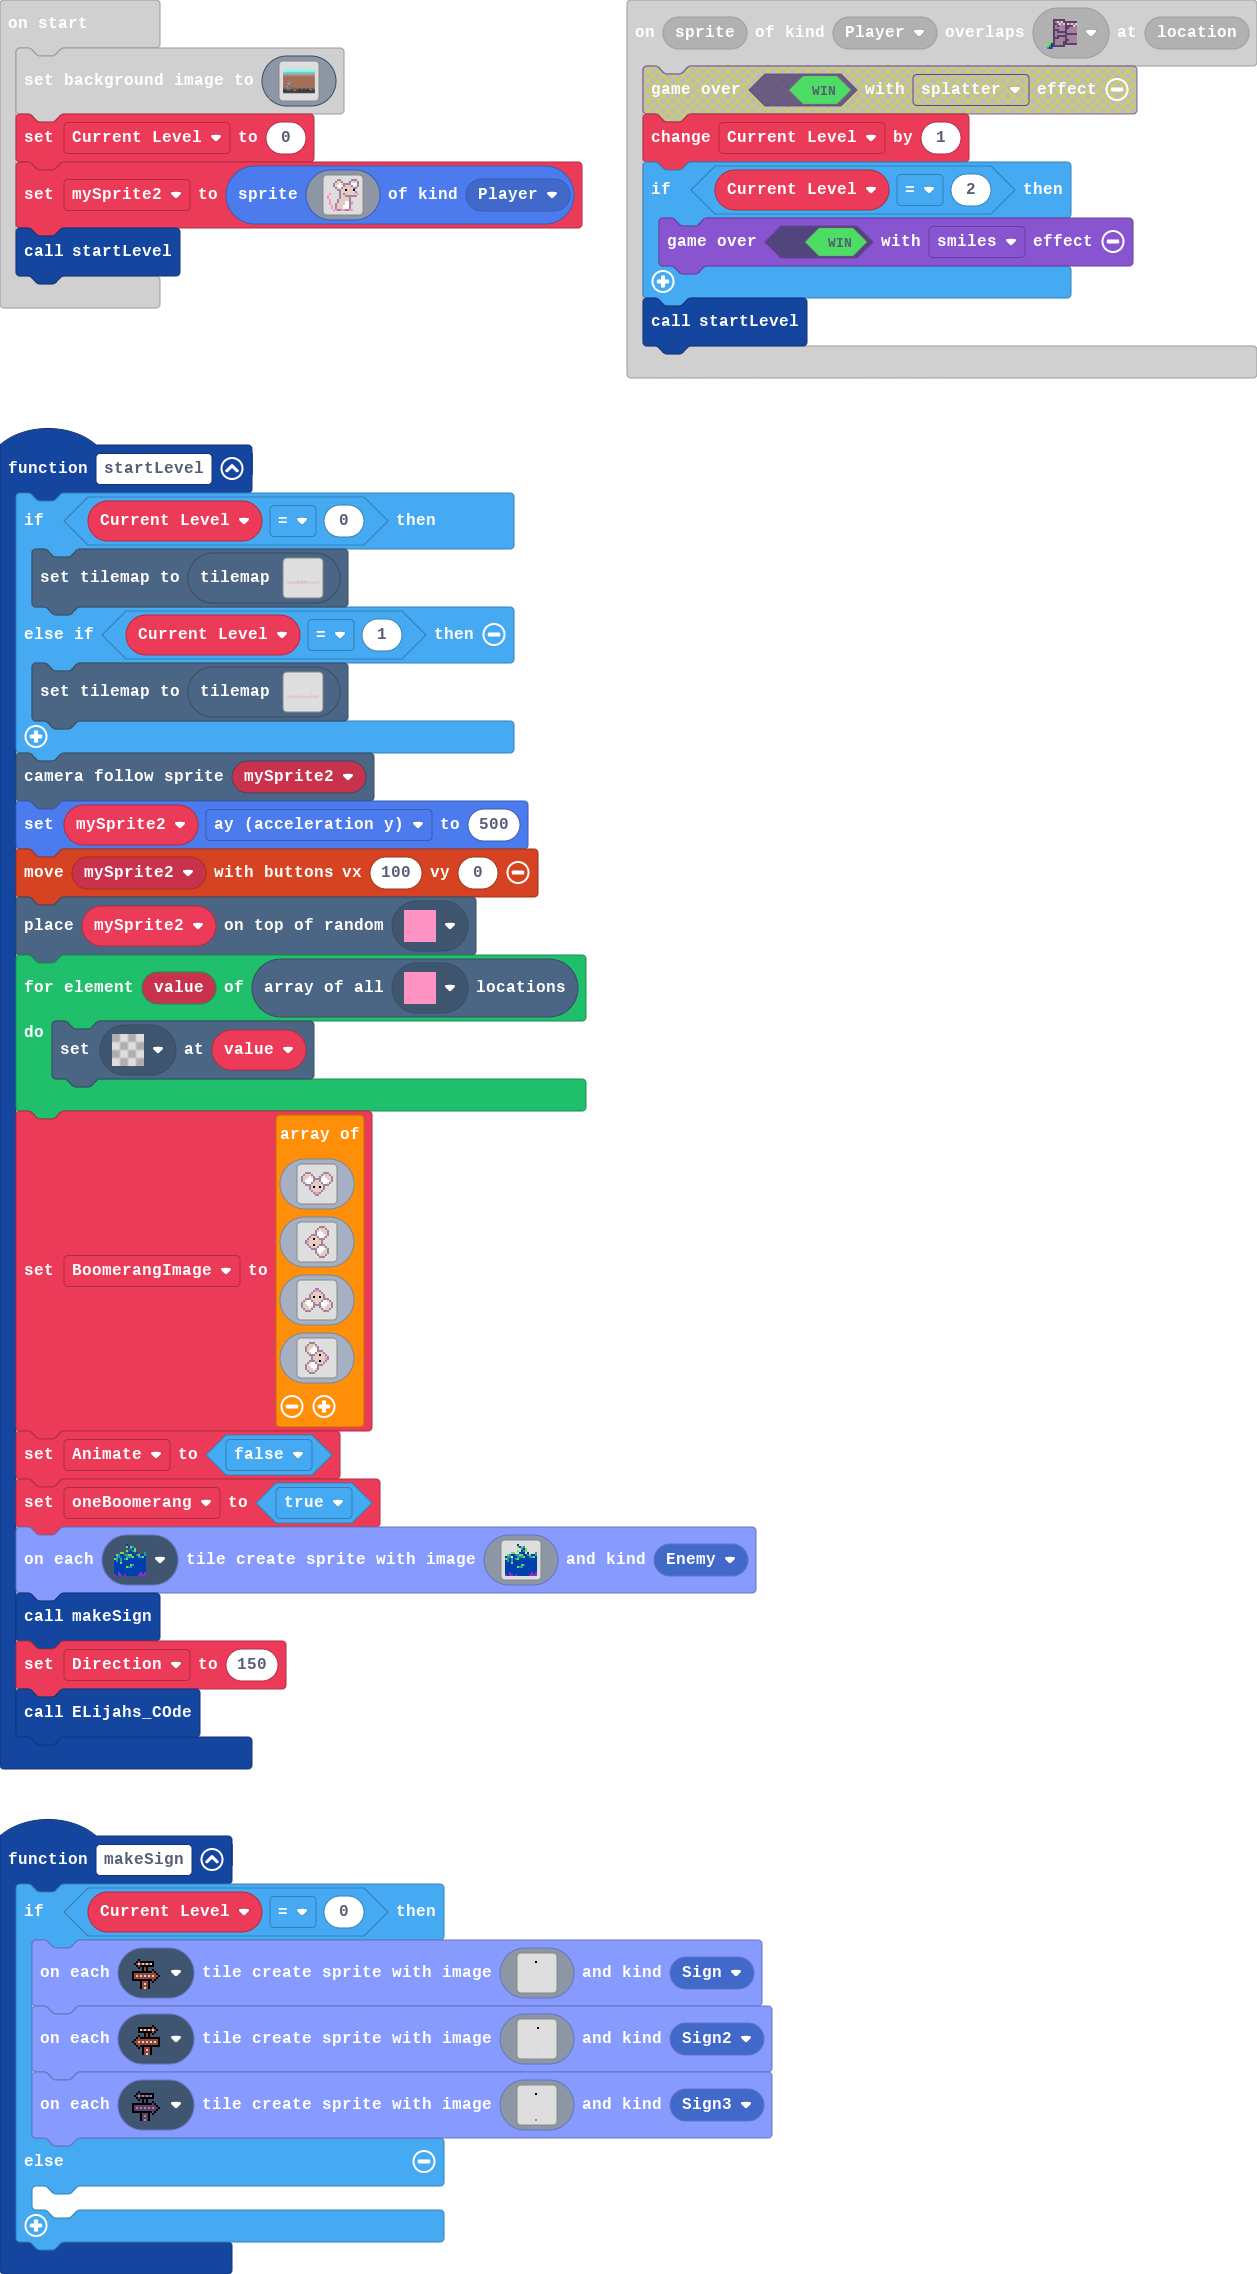 on start
set background image to
set Current Level to 0
set mySprite2 to sprite of kind Player
call startLevel
on sprite of kind Player overlaps at location
game over WIN with splatter effect
change Current Level by 1
if Current Level = 2 then
game over WIN with smiles effect
call startLevel
function startLevel
if Current Level = 0 then
set tilemap to tilemap
else if Current Level = 1 then
set tilemap to tilemap
camera follow sprite mySprite2
set mySprite2 ay (acceleration y) to 500
move mySprite2 with buttons vx 100 vy 0
place mySprite2 on top of random
for element value of array of all locations
do set at value
array of
set BoomerangImage to
set Animate to false
set oneBoomerang to true
on each tile create sprite with image and kind Enemy
call makeSign
set Direction to 150
call ELijahs_COde
function makeSign
if Current Level = 0 then
on each tile create sprite with image and kind Sign
on each tile create sprite with image and kind Sign2
on each tile create sprite with image and kind Sign3
else